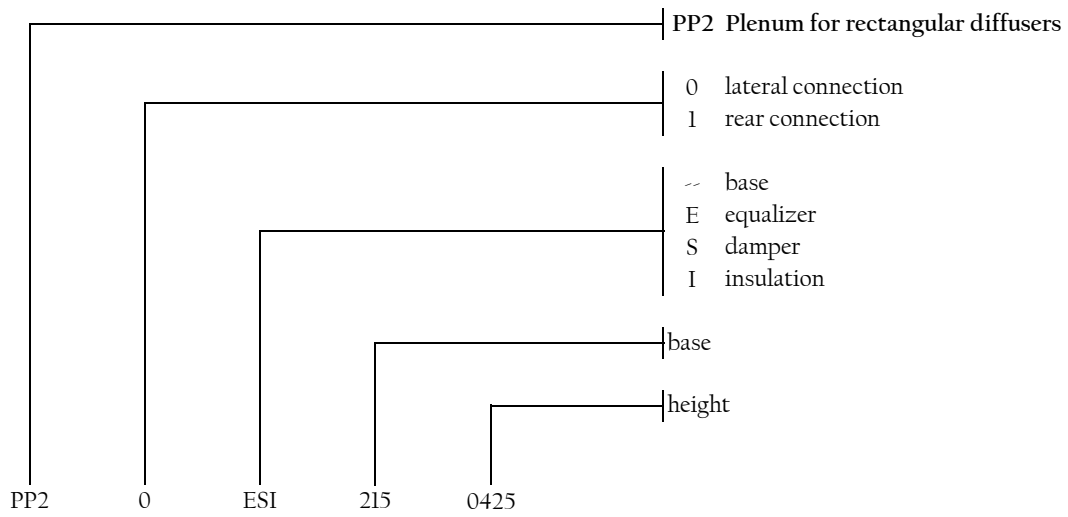 PP2 Plenum for rectangular diffusers
0 lateral connection
1 rear connection
-- base
E equalizer
S damper
I insulation
base
height
PP2 0 ESI 215 0425